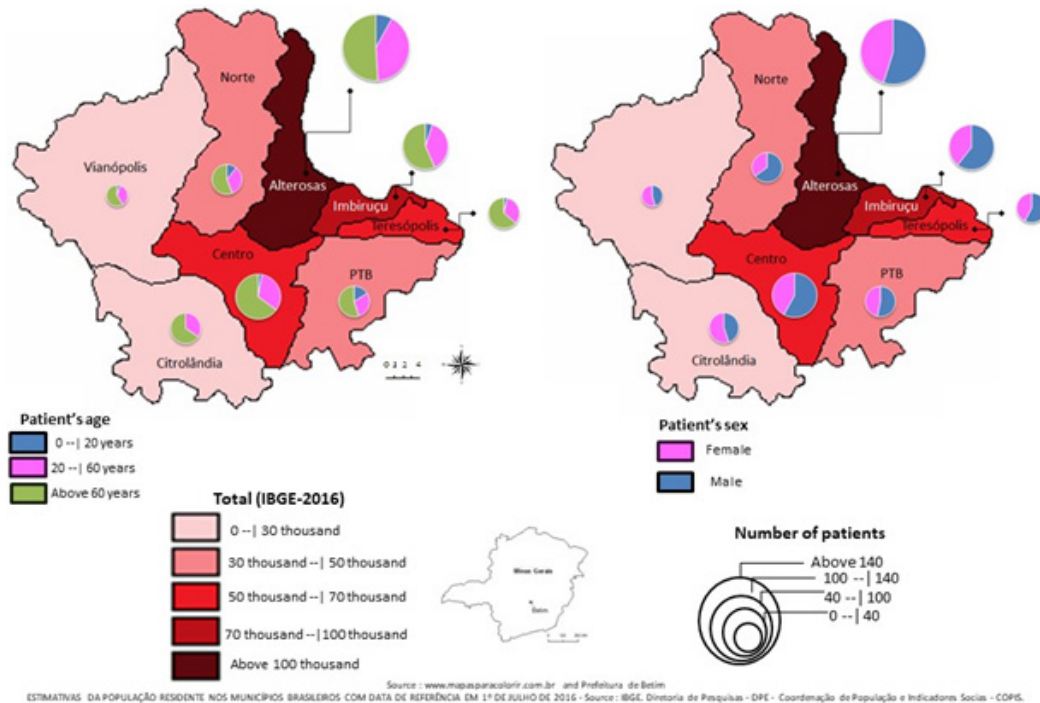 Norte
Vianópolis
Alterosas
Imbiruçu
Teresópolis
Centro
PTB
Citrolândia
Norte
Vianópolis
Alterosas
Imbiruçu
Teresópolis
Centro
PTB
Citrolândia
Patient's age
0 --| 20 years
20 --| 60 years
Above 60 years
Patient's sex
Female
Male
Total (IBGE-2016)
0 --| 30 thousand
30 thousand --| 50 thousand
50 thousand --| 70 thousand
70 thousand --| 100 thousand
Above 100 thousand
Minas Gerais
Betim
Number of patients
Above 140
100 --| 140
40 --| 100
0 --| 40
Source : www.mapasparacolorir.com.br and Prefeitura de Betim
ESTIMATIVAS DA POPULAÇÃO RESIDENTE NOS MUNICÍPIOS BRASILEIROS COM DATA DE REFERÊNCIA EM 1º DE JULHO DE 2016 - Source : IBGE. Diretoria de Pesquisas - DPE - Coordenação de População e Indicadores Socias - COPIS.